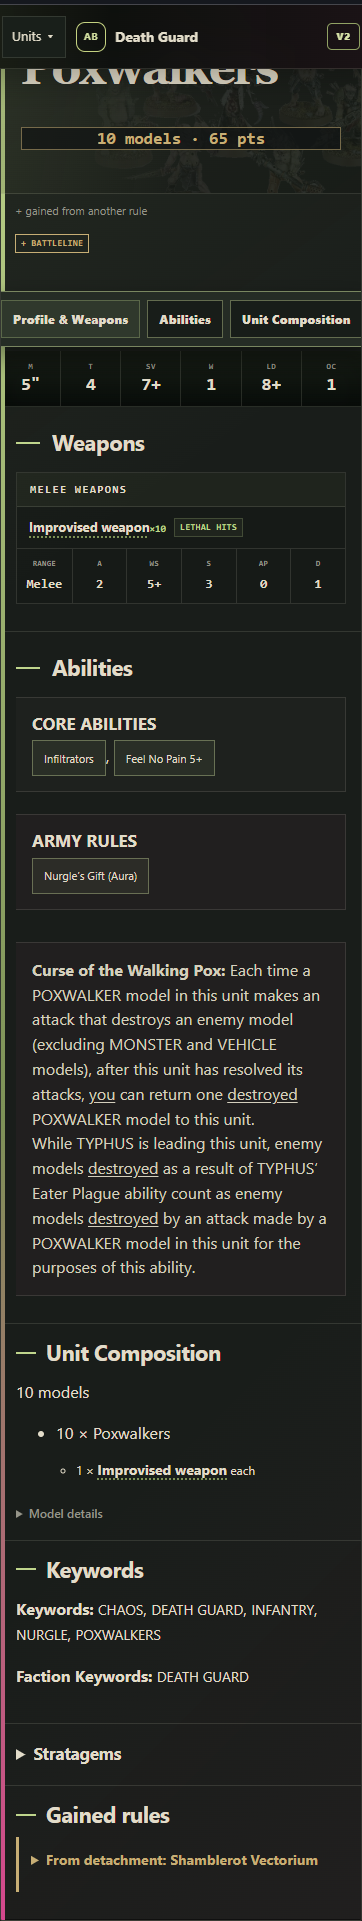 Units ▾
AB
Death Guard
V2
Poxwalkers
10 models · 65 pts
+ gained from another rule
+ BATTLELINE
Profile & Weapons
Abilities
Unit Composition
M T SV W LD OC
5" 4 7+ 1 8+ 1
Weapons
MELEE WEAPONS
Improvised weapon×10 LETHAL HITS
RANGE A WS S AP D
Melee 2 5+ 3 0 1
Abilities
CORE ABILITIES
Infiltrators, Feel No Pain 5+
ARMY RULES
Nurgle's Gift (Aura)
Curse of the Walking Pox: Each time a
POXWALKER model in this unit makes an
attack that destroys an enemy model
(excluding MONSTER and VEHICLE
models), after this unit has resolved its
attacks, you can return one destroyed
POXWALKER model to this unit.
While TYPHUS is leading this unit, enemy
models destroyed as a result of TYPHUS'
Eater Plague ability count as enemy
models destroyed by an attack made by a
POXWALKER model in this unit for the
purposes of this ability.
Unit Composition
10 models
• 10 × Poxwalkers
◦ 1 × Improvised weapon each
▶ Model details
Keywords
Keywords: CHAOS, DEATH GUARD, INFANTRY,
NURGLE, POXWALKERS
Faction Keywords: DEATH GUARD
▶ Stratagems
Gained rules
▶ From detachment: Shamblerot Vectorium